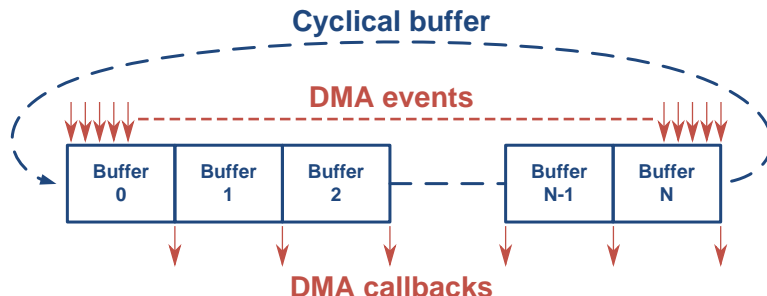 Cyclical buffer
DMA events
Buffer
0
Buffer
1
Buffer
2
Buffer
N-1
Buffer
N
DMA callbacks